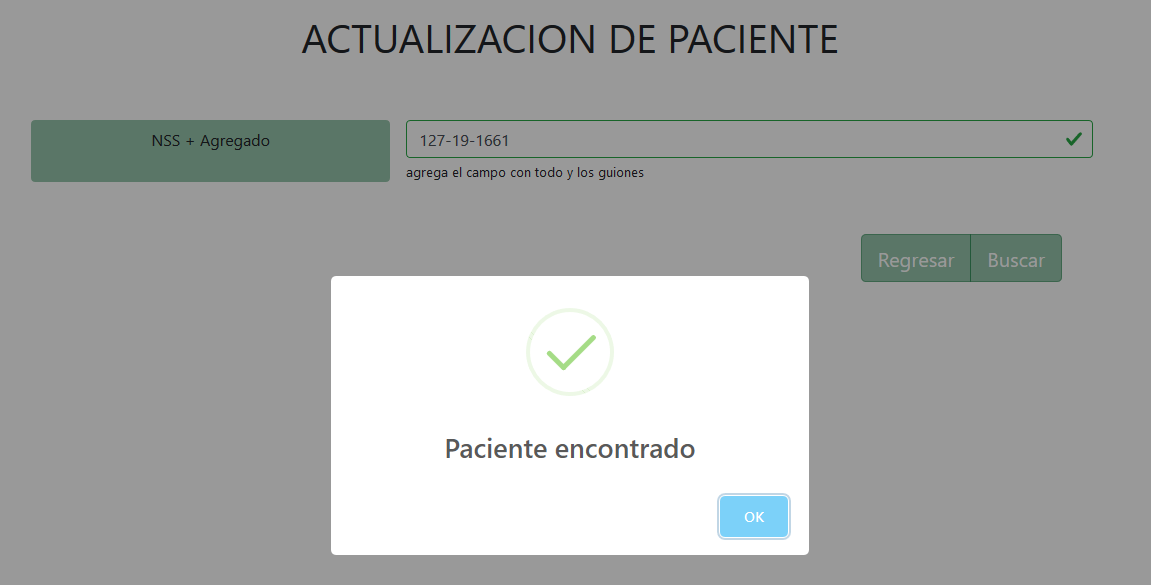 ACTUALIZACION DE PACIENTE
NSS + Agregado
127-19-1661
agrega el campo con todo y los guiones
Regresar
Buscar
Paciente encontrado
OK